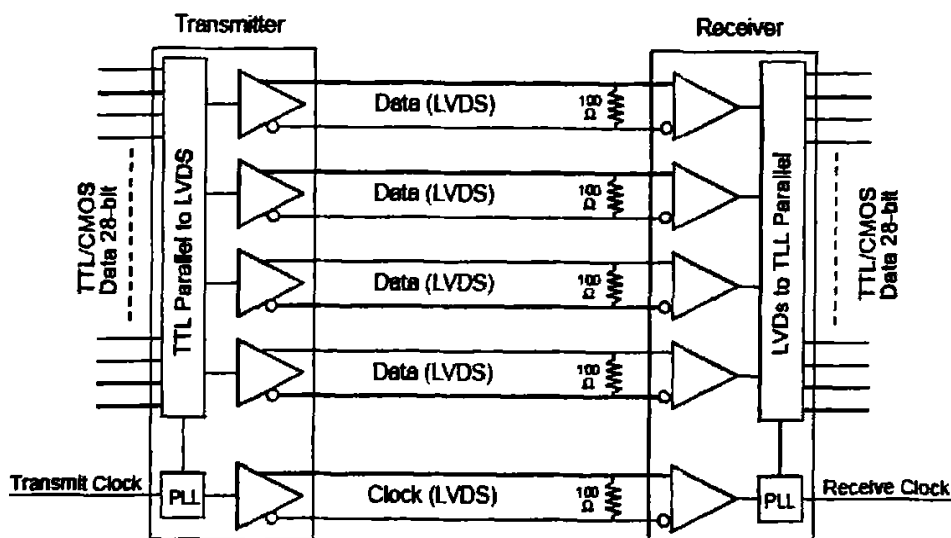 Transmitter
Receiver
TTL/CMOS
Data 28-bit
TTL Parallel to LVDS
Data (LVDS)
100
Ω
Data (LVDS)
100
Ω
Data (LVDS)
100
Ω
Data (LVDS)
100
Ω
LVDs to TLL Parallel
TTL/CMOS
Data 28-bit
Transmit Clock
PLL
Clock (LVDS)
100
Ω
PLL
Receive Clock